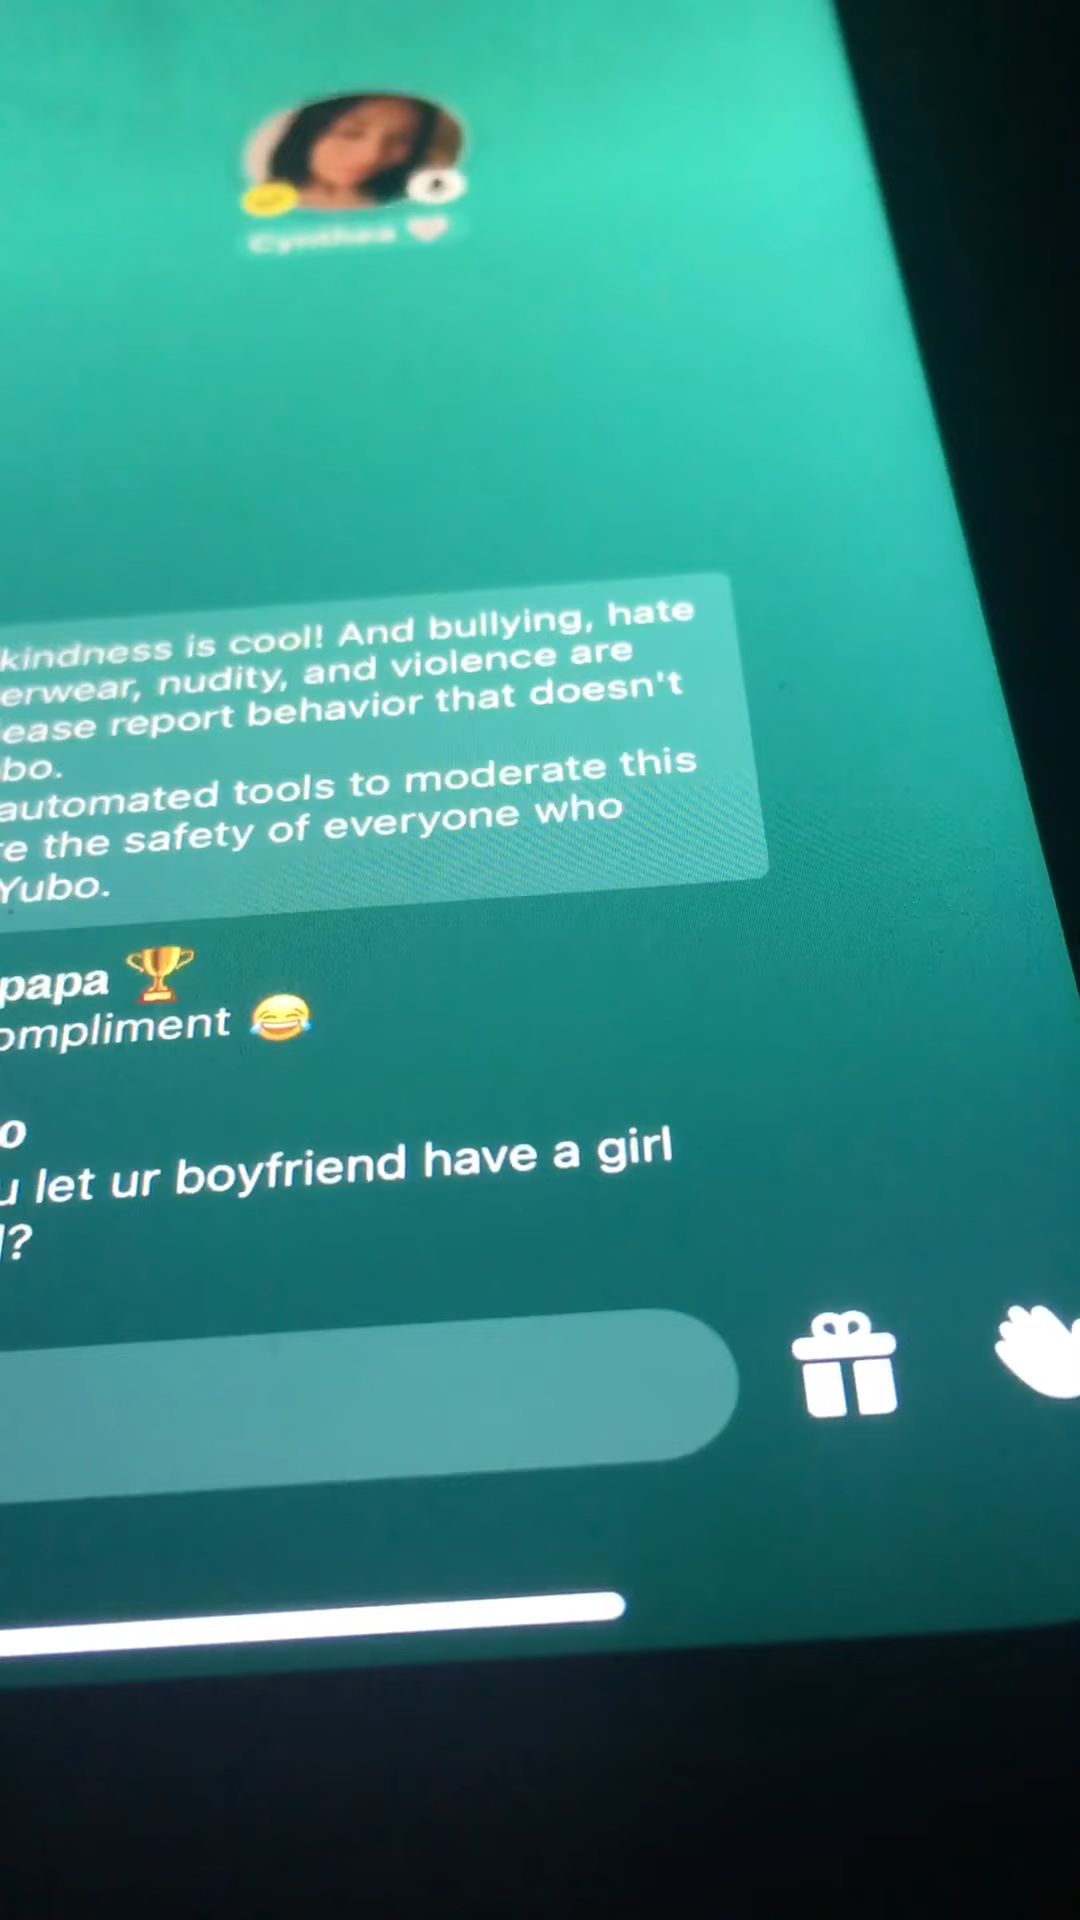 Cynthea 🤍
kindness is cool! And bullying, hate
erwear, nudity, and violence are
ease report behavior that doesn't
bo.
automated tools to moderate this
e the safety of everyone who
Yubo.
papa 🏆
ompliment 😂
o
u let ur boyfriend have a girl
?